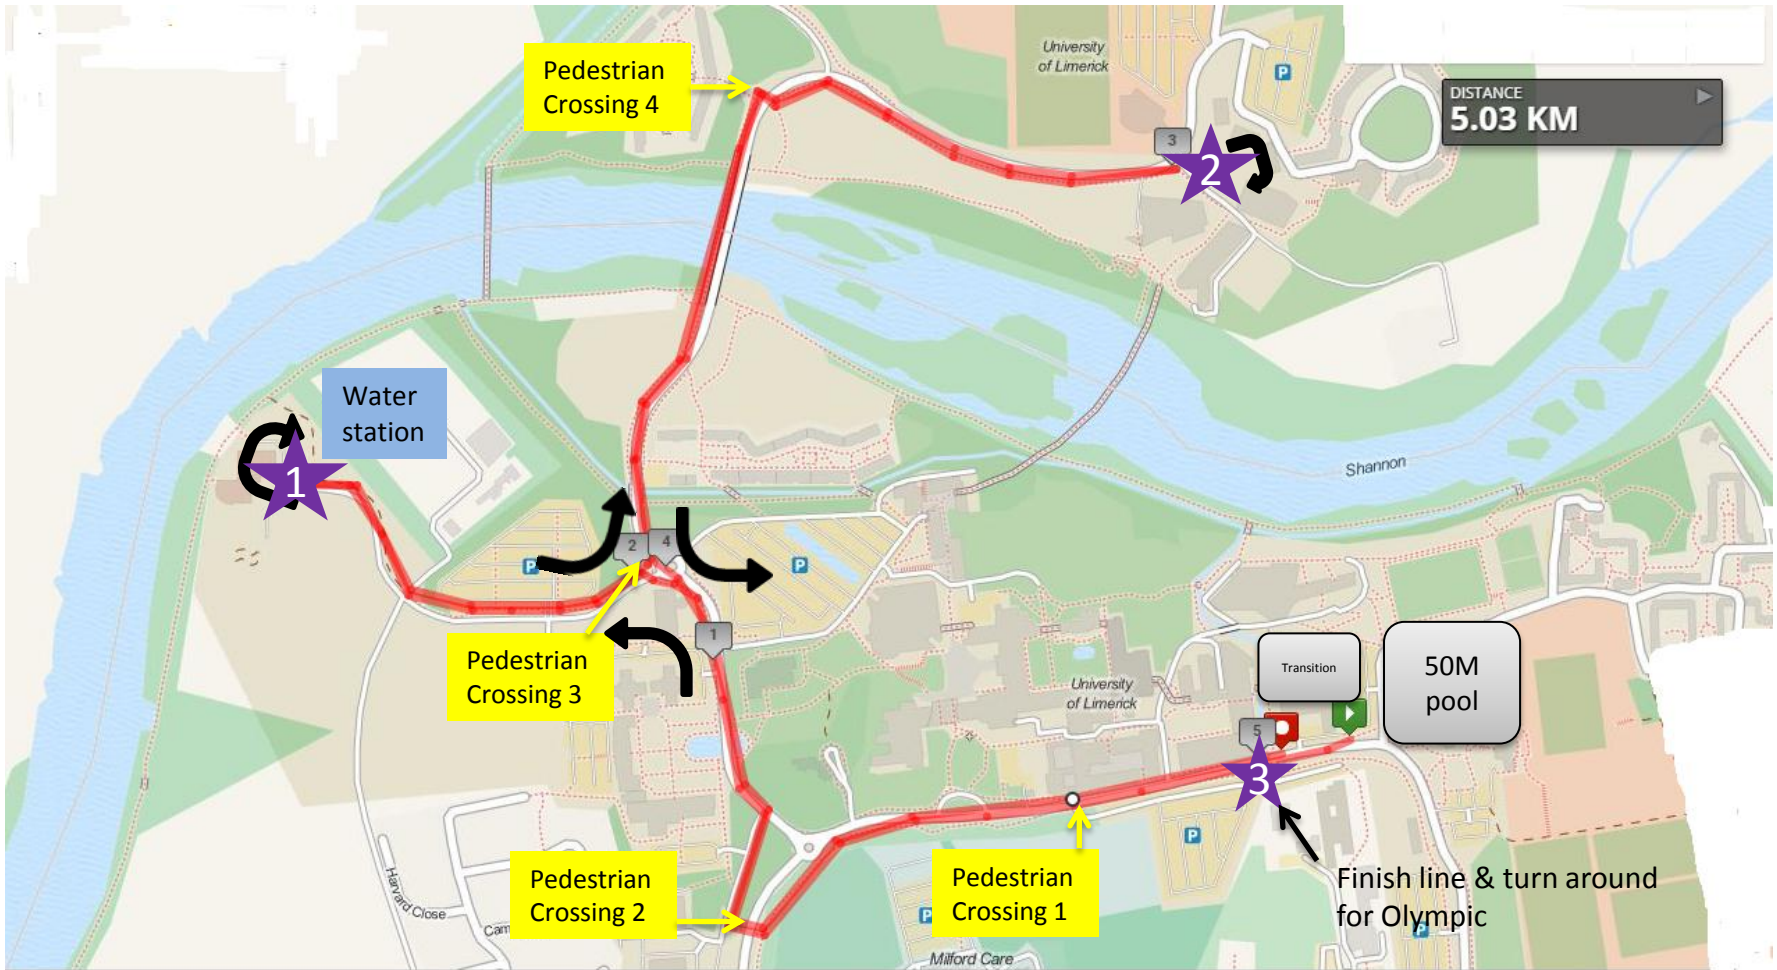 Pedestrian
Crossing 4
University
of Limerick
P
DISTANCE
5.03 KM
3
2
Water
station
1
Shannon
2
4
P
P
1
Pedestrian
Crossing 3
Transition
50M
pool
University
of Limerick
5
3
P
Pedestrian
Crossing 2
Pedestrian
Crossing 1
Finish line & turn around
for Olympic
Harvard Close
Cam
P
P
Milford Care